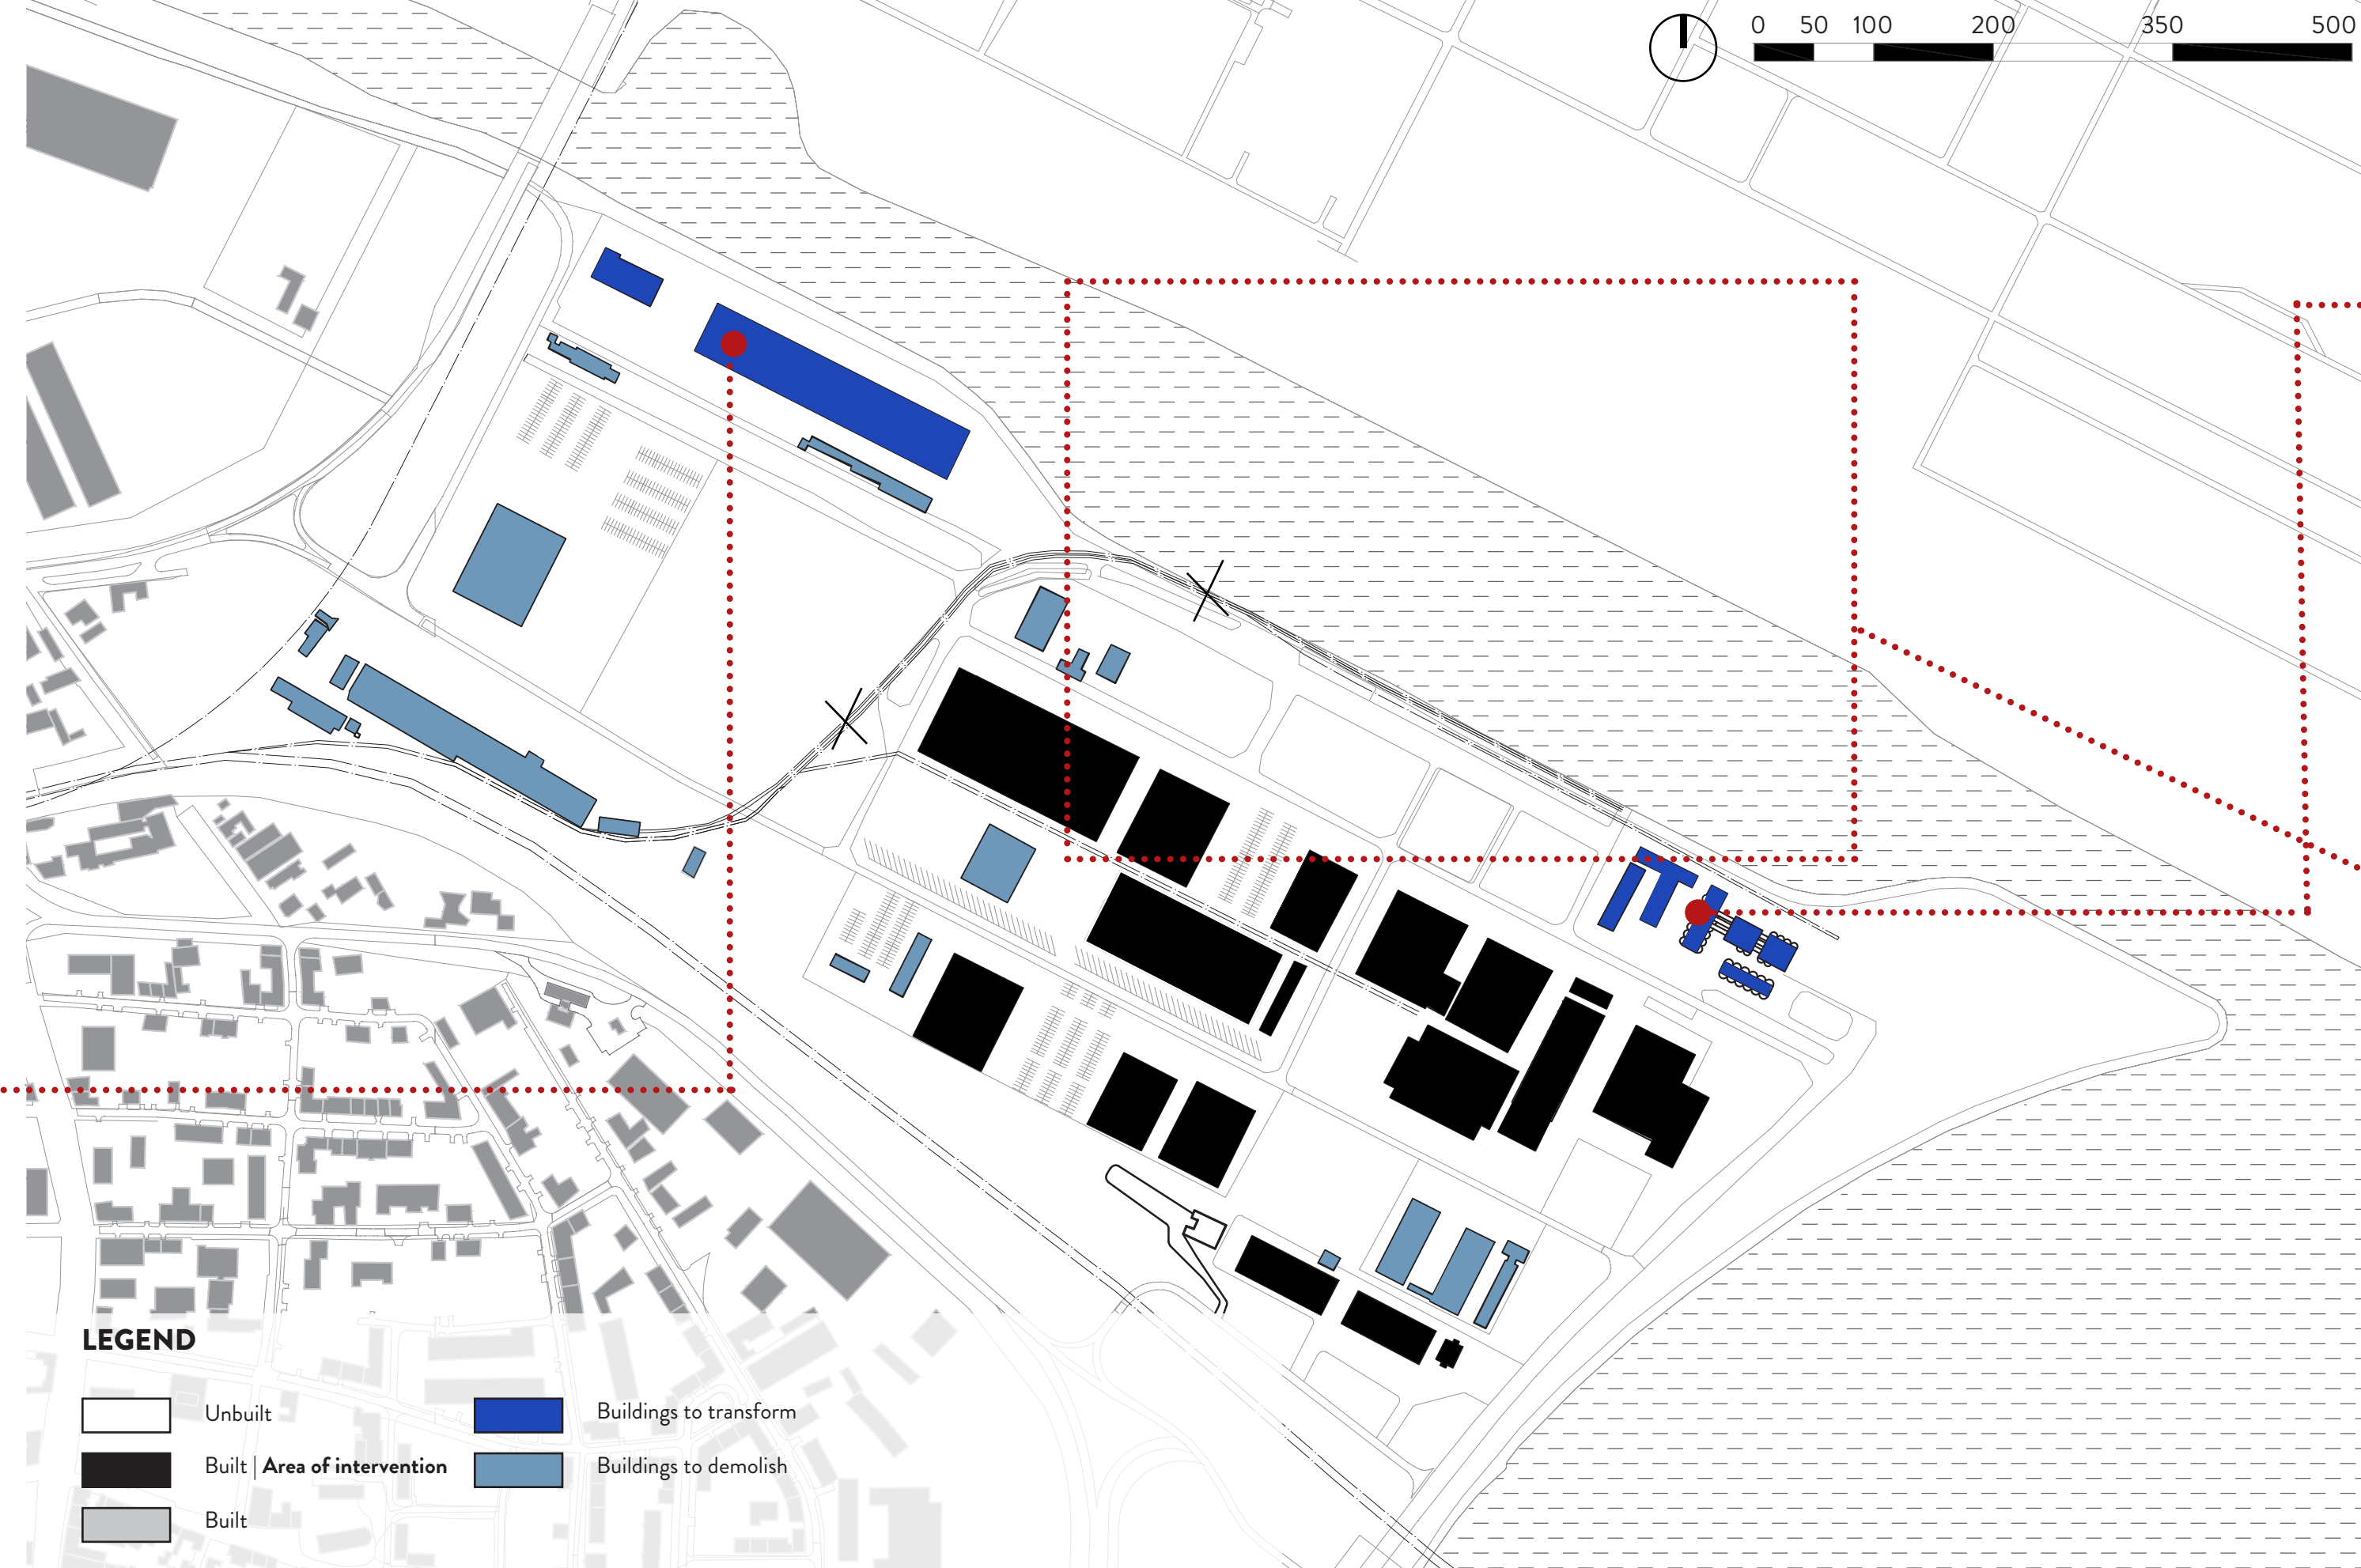 0 50 100 200 350 500
LEGEND
Unbuilt
Built | Area of intervention
Built
Buildings to transform
Buildings to demolish